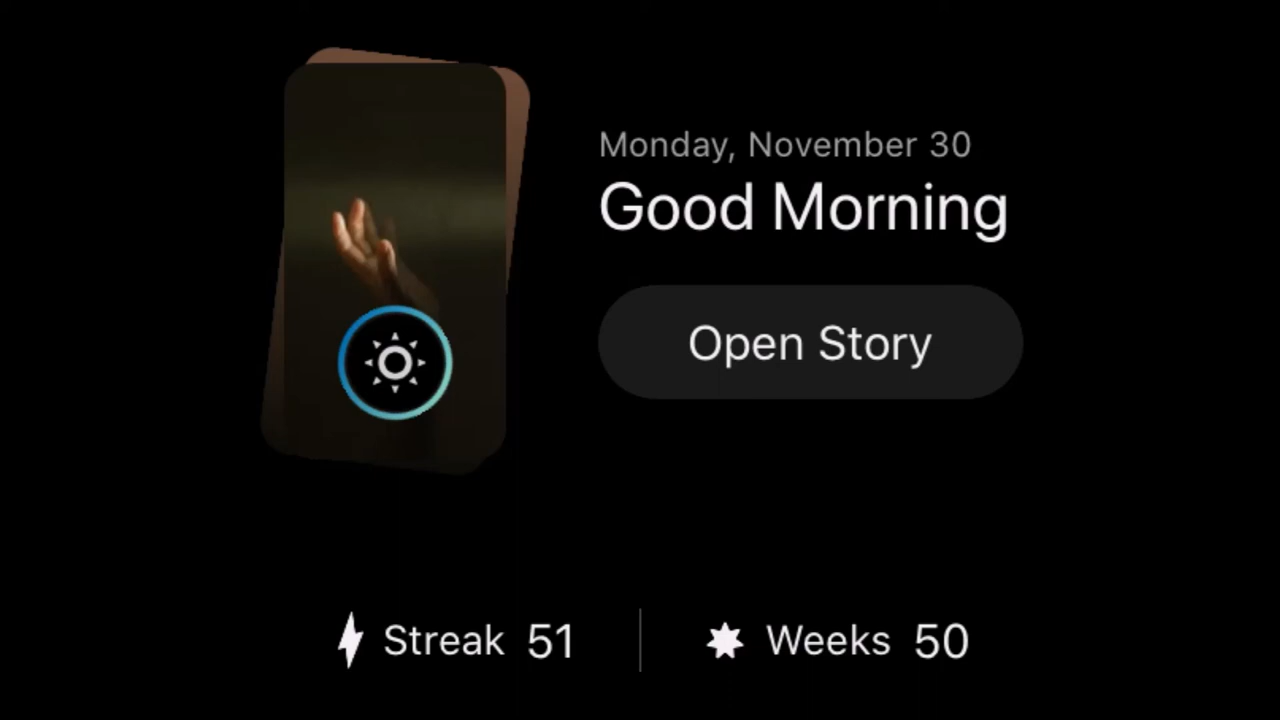 Monday, November 30
Good Morning
Open Story
Streak 51
Weeks 50